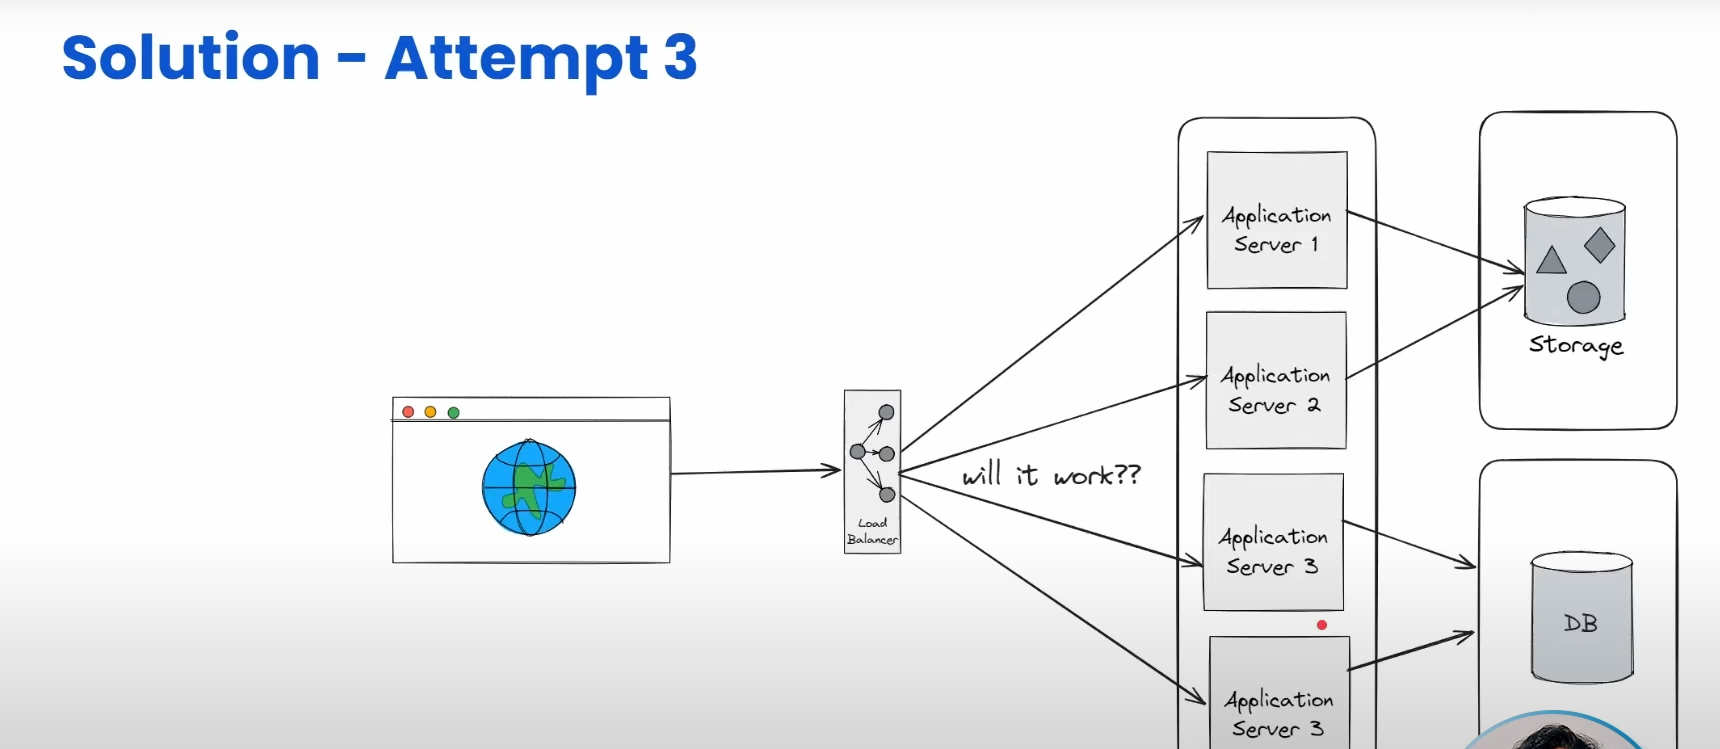 Solution - Attempt 3
Application
Server 1
Application
Server 2
Storage
will it work??
Load
Balancer
Application
Server 3
DB
Application
Server 3